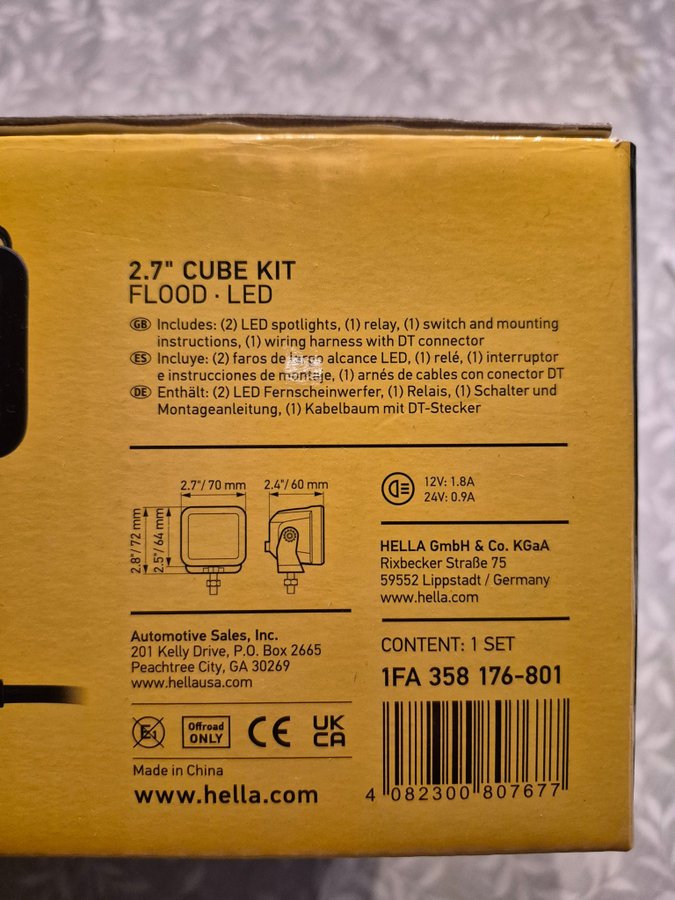 2.7" CUBE KIT
FLOOD · LED
GB Includes: (2) LED spotlights, (1) relay, (1) switch and mounting
instructions, (1) wiring harness with DT connector
ES Incluye: (2) faros de largo alcance LED, (1) relé, (1) interruptor
e instrucciones de montaje, (1) arnés de cables con conector DT
DE Enthält: (2) LED Fernscheinwerfer, (1) Relais, (1) Schalter und
Montageanleitung, (1) Kabelbaum mit DT-Stecker
2.7"/ 70 mm
2.4"/ 60 mm
2.8"/ 72 mm
2.5"/ 64 mm
12V: 1.8A
24V: 0.9A
HELLA GmbH & Co. KGaA
Rixbecker Straße 75
59552 Lippstadt / Germany
www.hella.com
Automotive Sales, Inc.
201 Kelly Drive, P.O. Box 2665
Peachtree City, GA 30269
www.hellausa.com
CONTENT: 1 SET
1FA 358 176-801
E1
Offroad
ONLY
CE
UK
CA
Made in China
www.hella.com
4 082300 807677